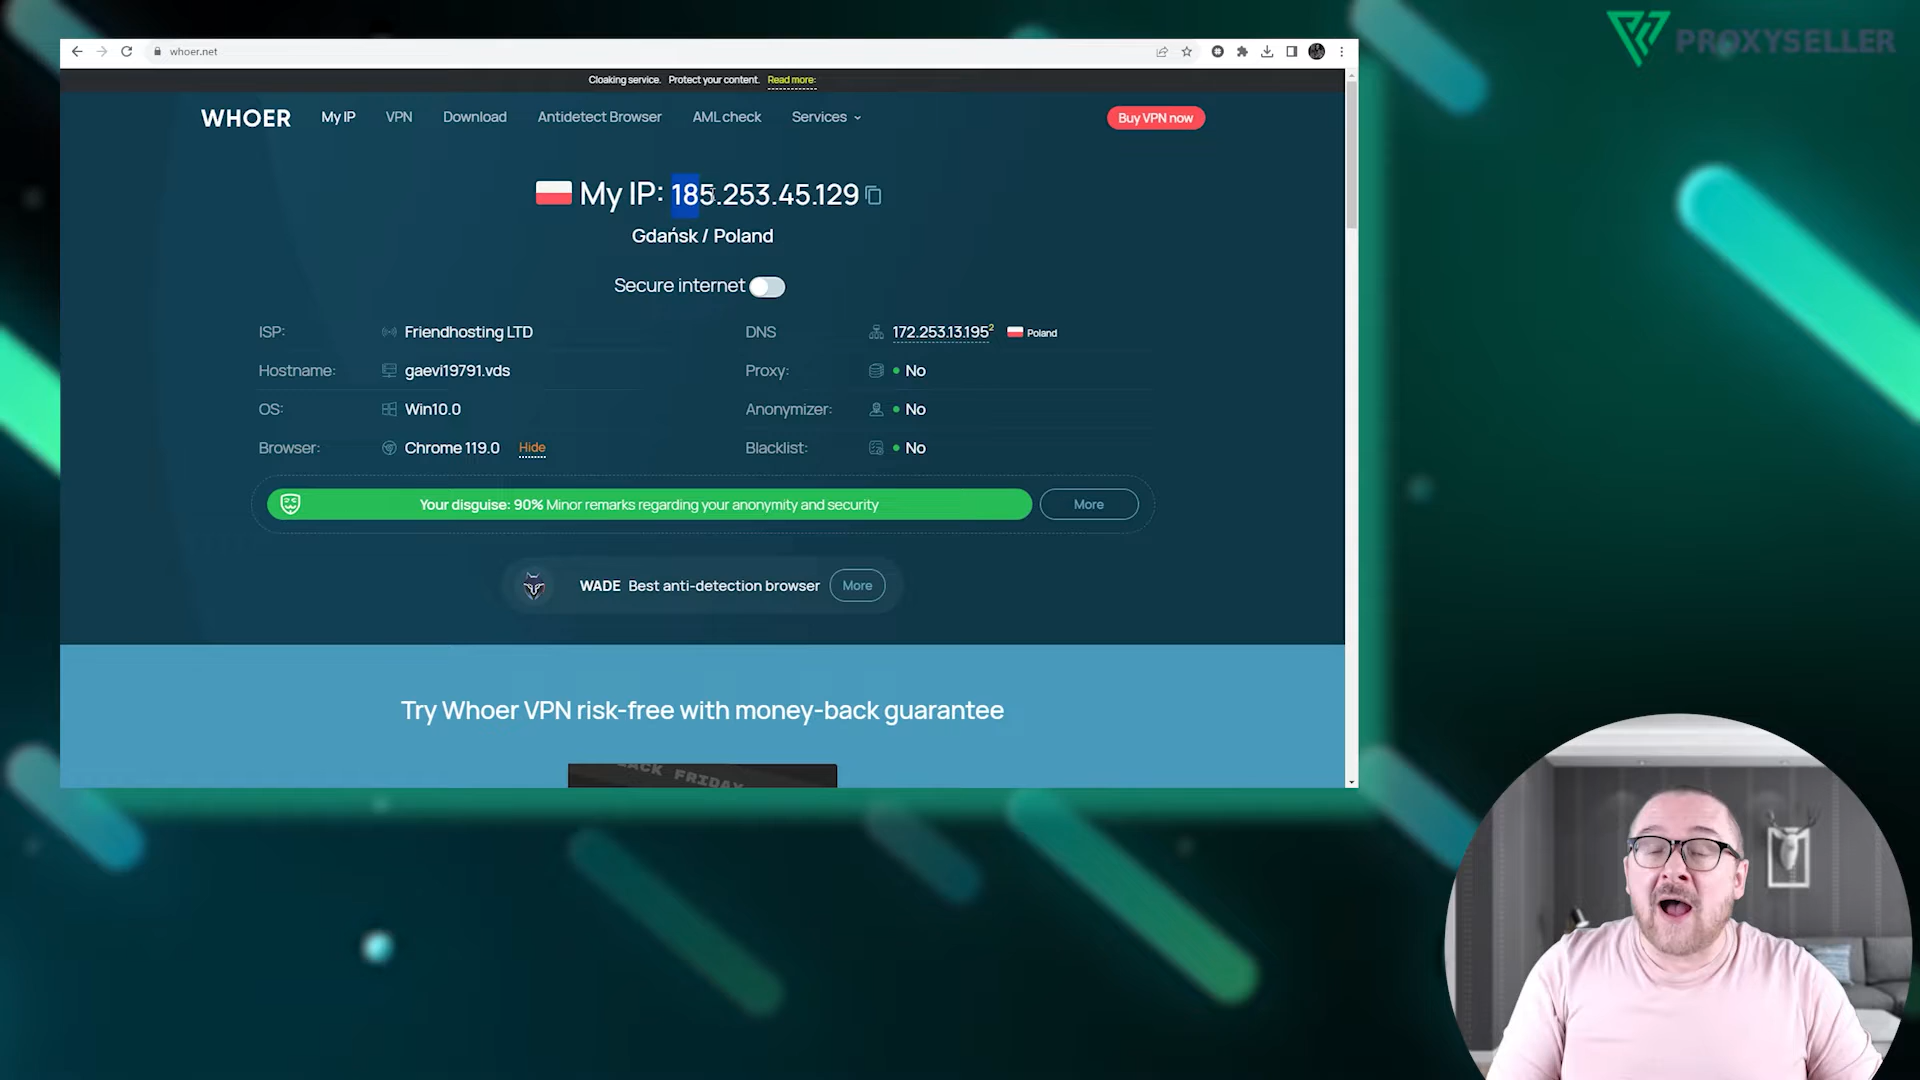 PROXYSELLER
whoer.net
Cloaking service. Protect your content. Read more:
WHOER My IP VPN Download Antidetect Browser AML check Services Buy VPN now
My IP: 185.253.45.129
Gdańsk / Poland
Secure internet
ISP: Friendhosting LTD DNS 172.253.13.195² Poland
Hostname: gaevi19791.vds Proxy: No
OS: Win10.0 Anonymizer: No
Browser: Chrome 119.0 Hide Blacklist: No
Your disguise: 90% Minor remarks regarding your anonymity and security More
WADE Best anti-detection browser More
Try Whoer VPN risk-free with money-back guarantee
BLACK FRIDAY